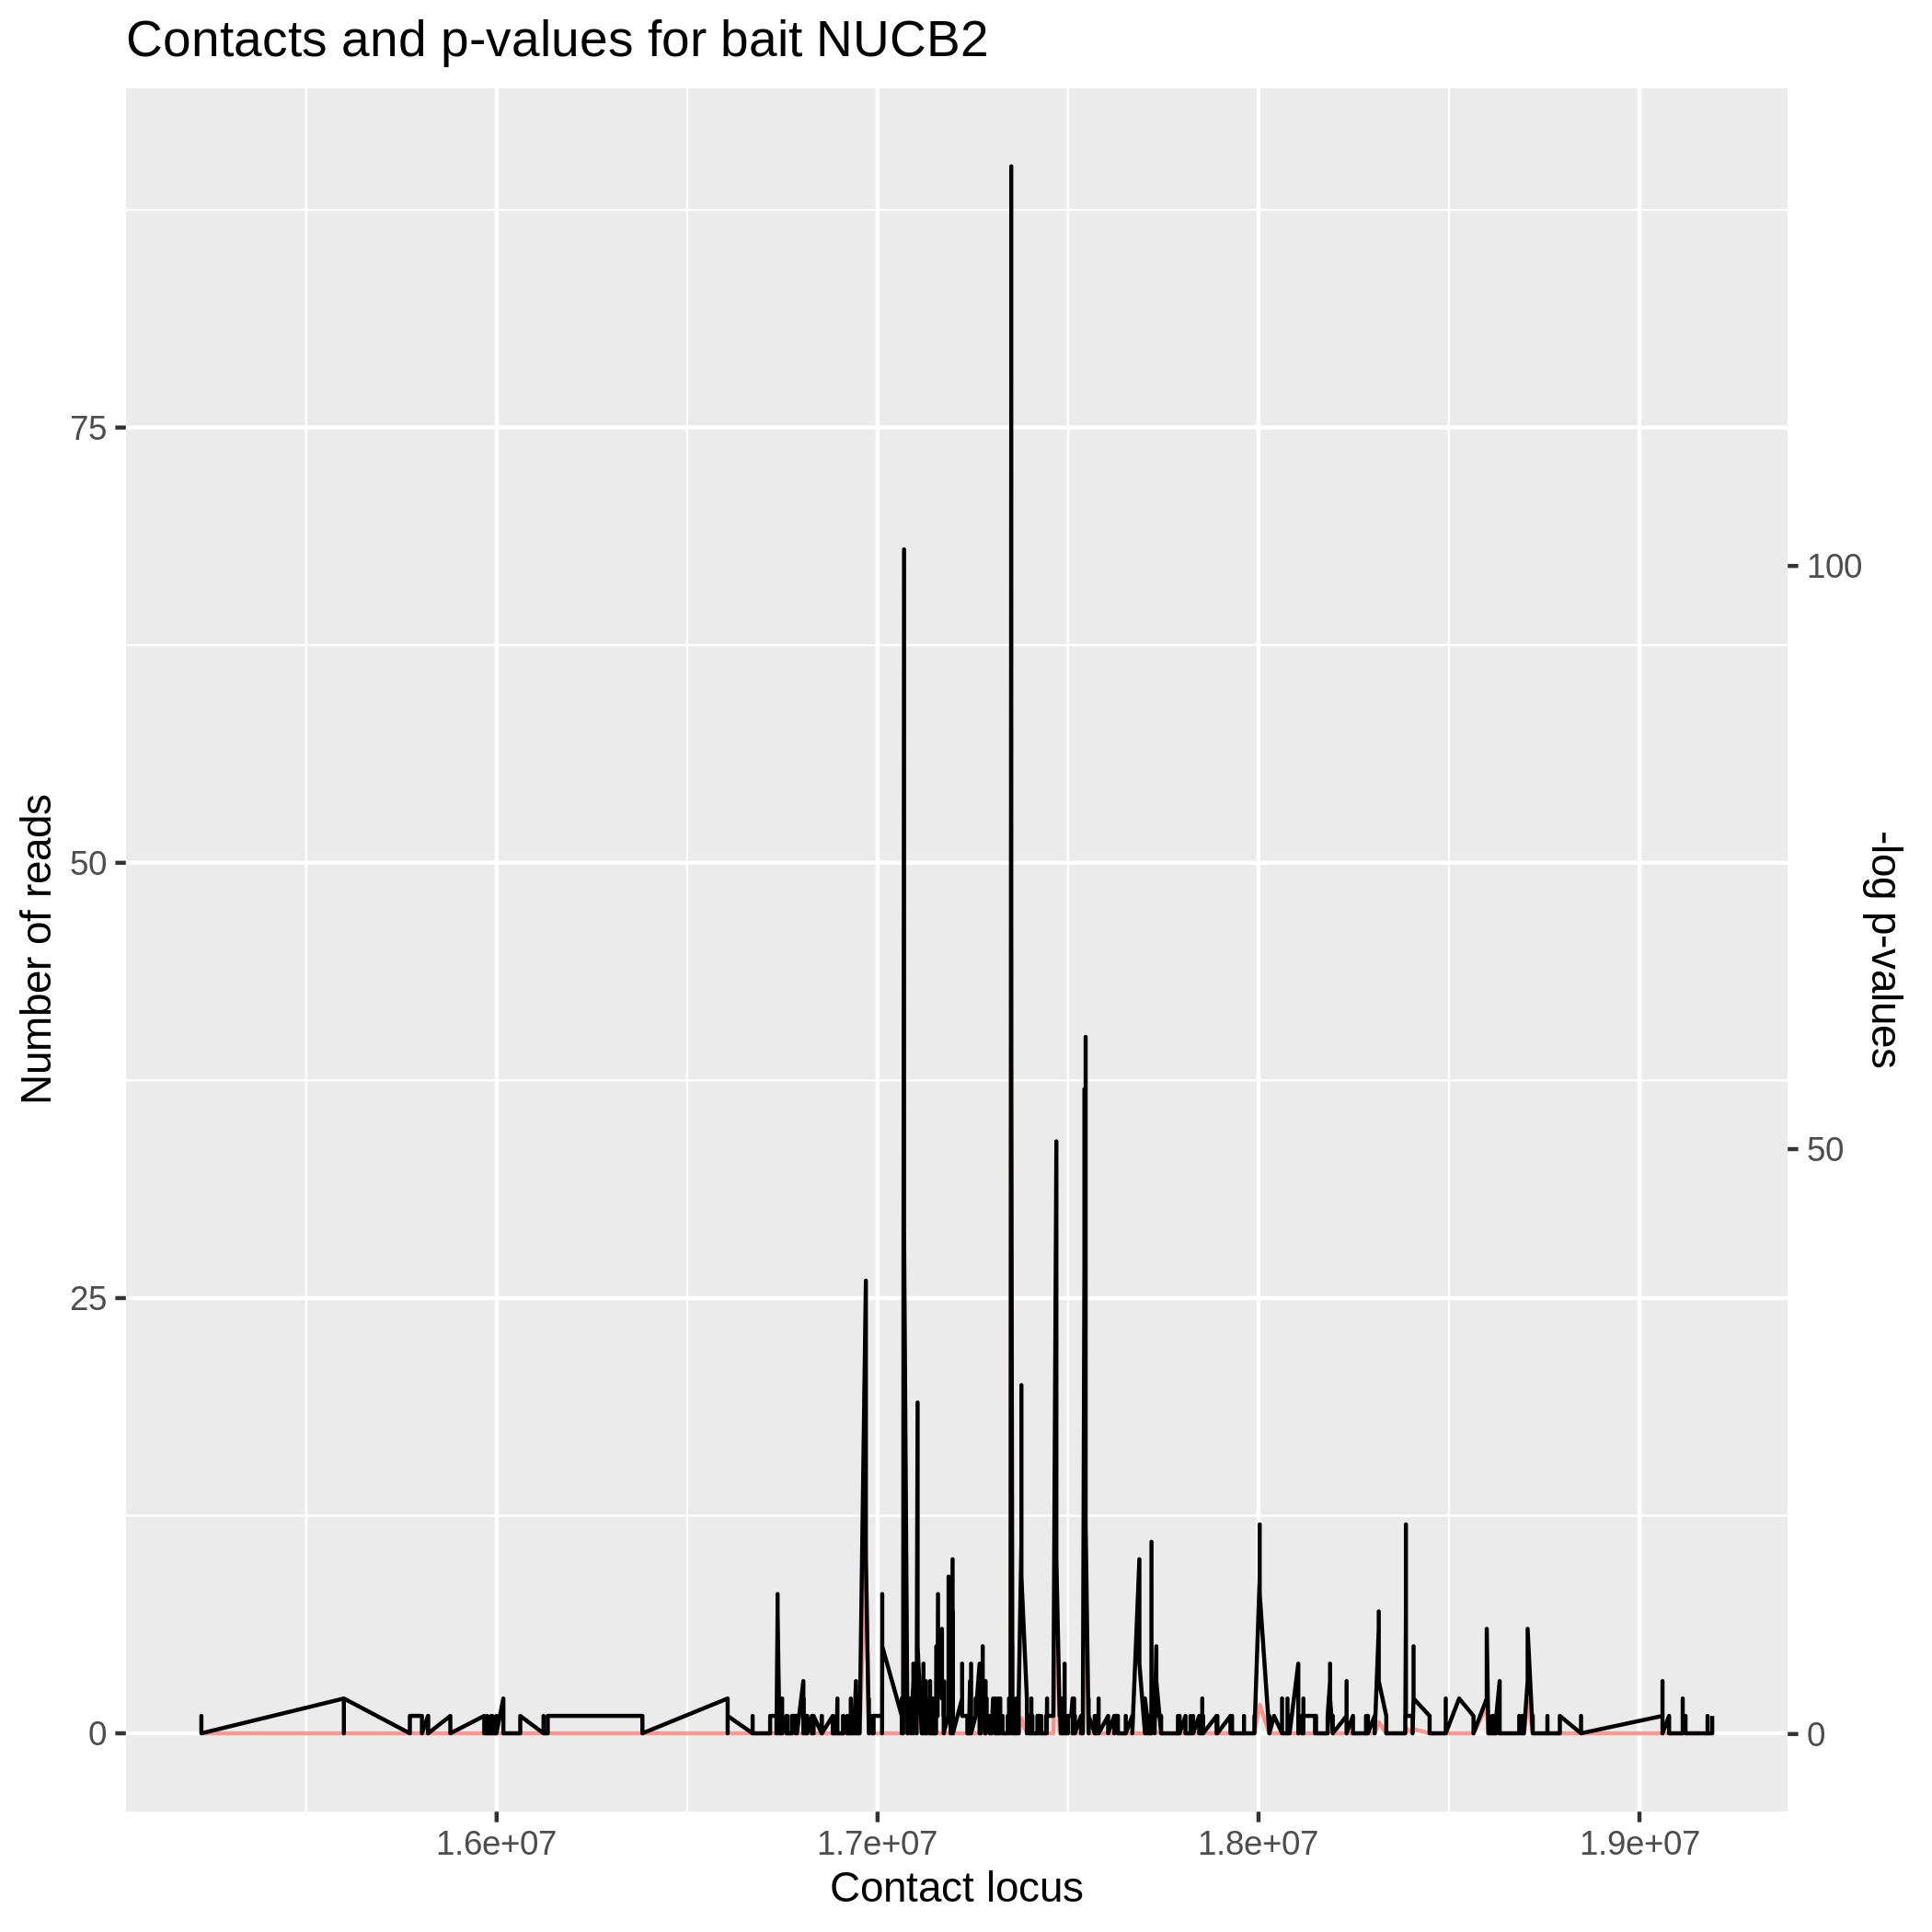 Contacts and p-values for bait NUCB2
75
50
25
0
Number of reads
100
50
0
-log p-values
1.6e+07
1.7e+07
1.8e+07
1.9e+07
Contact locus